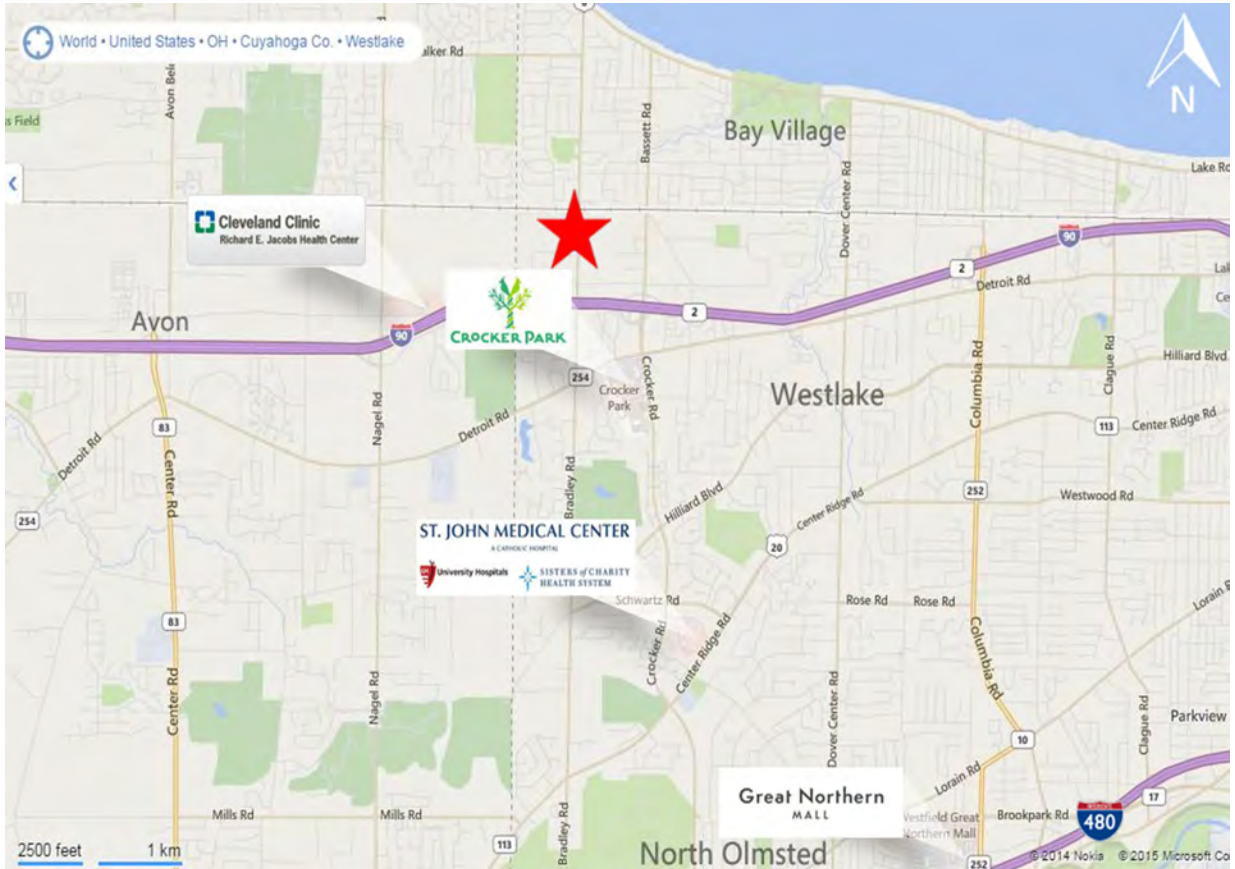 6
World • United States • OH • Cuyahoga Co. • Westlake
alker Rd
N
Avon Bel
s Field
Bassett Rd
Bay Village
Lake Ro
Dover Center Rd
Cleveland Clinic
Richard E. Jacobs Health Center
90
2
Detroit Rd
Lak
Ce
CROCKER PARK
2
Avon
90
Hilliard Blvd
Clague Rd
Columbia Rd
254
Crocker
Park
Crocker Rd
Westlake
Nagel Rd
Detroit Rd
Center Ridge Rd
113
83
Detroit Rd
Center Rd
Bradley Rd
Hilliard Blvd
252
Westwood Rd
Center Ridge Rd
254
ST. JOHN MEDICAL CENTER
A CATHOLIC HOSPITAL
University Hospitals
SISTERS of CHARITY
HEALTH SYSTEM
20
Schwartz Rd
Rose Rd
Rose Rd
Lorain R
83
Crocker Rd
Center Ridge Rd
Columbia Rd
Center Rd
Nagel Rd
Dover Center Rd
Clague Rd
Parkview
10
Lorain Rd
Great Northern
MALL
17
Mills Rd
Mills Rd
Westfield Great
Northern Mall
Brookpark Rd
480
Bradley Rd
113
2500 feet
1 km
North Olmsted
252
© 2014 Nokia
© 2015 Microsoft Co